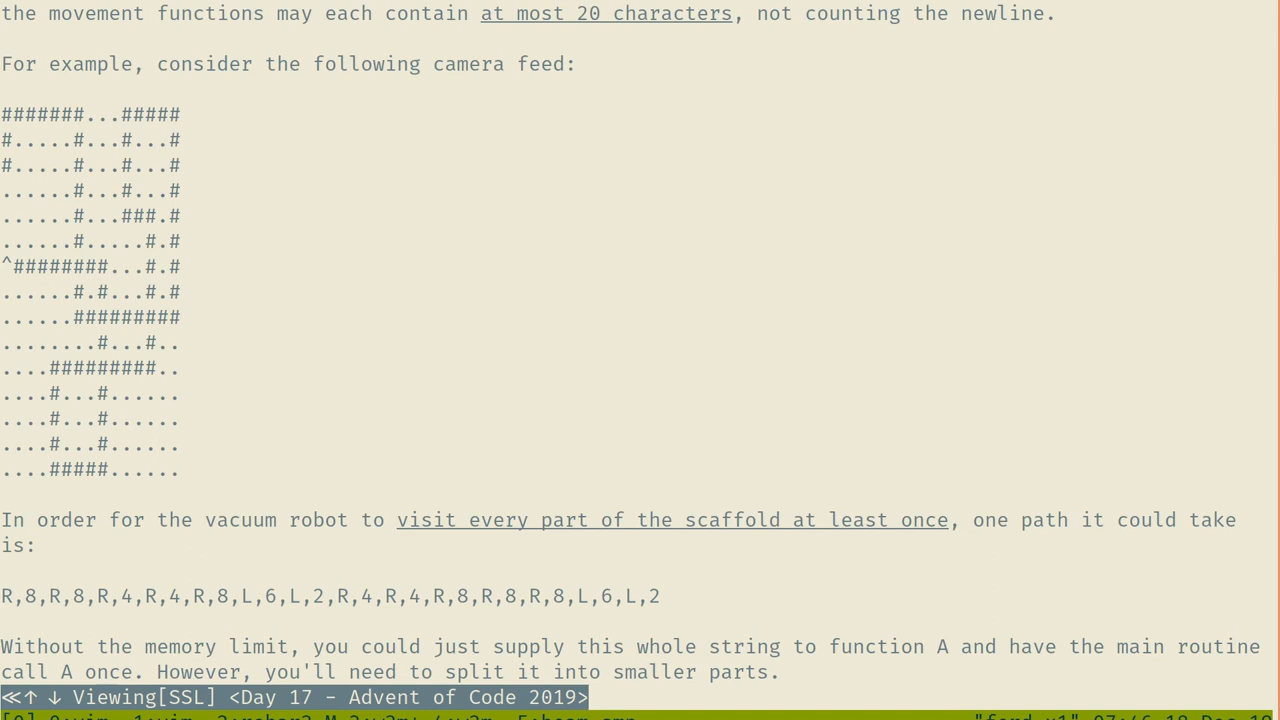 the movement functions may each contain at most 20 characters, not counting the newline.
For example, consider the following camera feed:
#######...#####
#.....#...#...#
#.....#...#...#
......#...#...#
......#...###.#
......#.....#.#
^########...#.#
......#.#...#.#
......#########
........#...#..
....#########..
....#...#......
....#...#......
....#...#......
....#####......
In order for the vacuum robot to visit every part of the scaffold at least once, one path it could take
is:
R,8,R,8,R,4,R,4,R,8,L,6,L,2,R,4,R,4,R,8,R,8,R,8,L,6,L,2
Without the memory limit, you could just supply this whole string to function A and have the main routine
call A once. However, you'll need to split it into smaller parts.
≪↑ ↓ Viewing[SSL] <Day 17 - Advent of Code 2019>